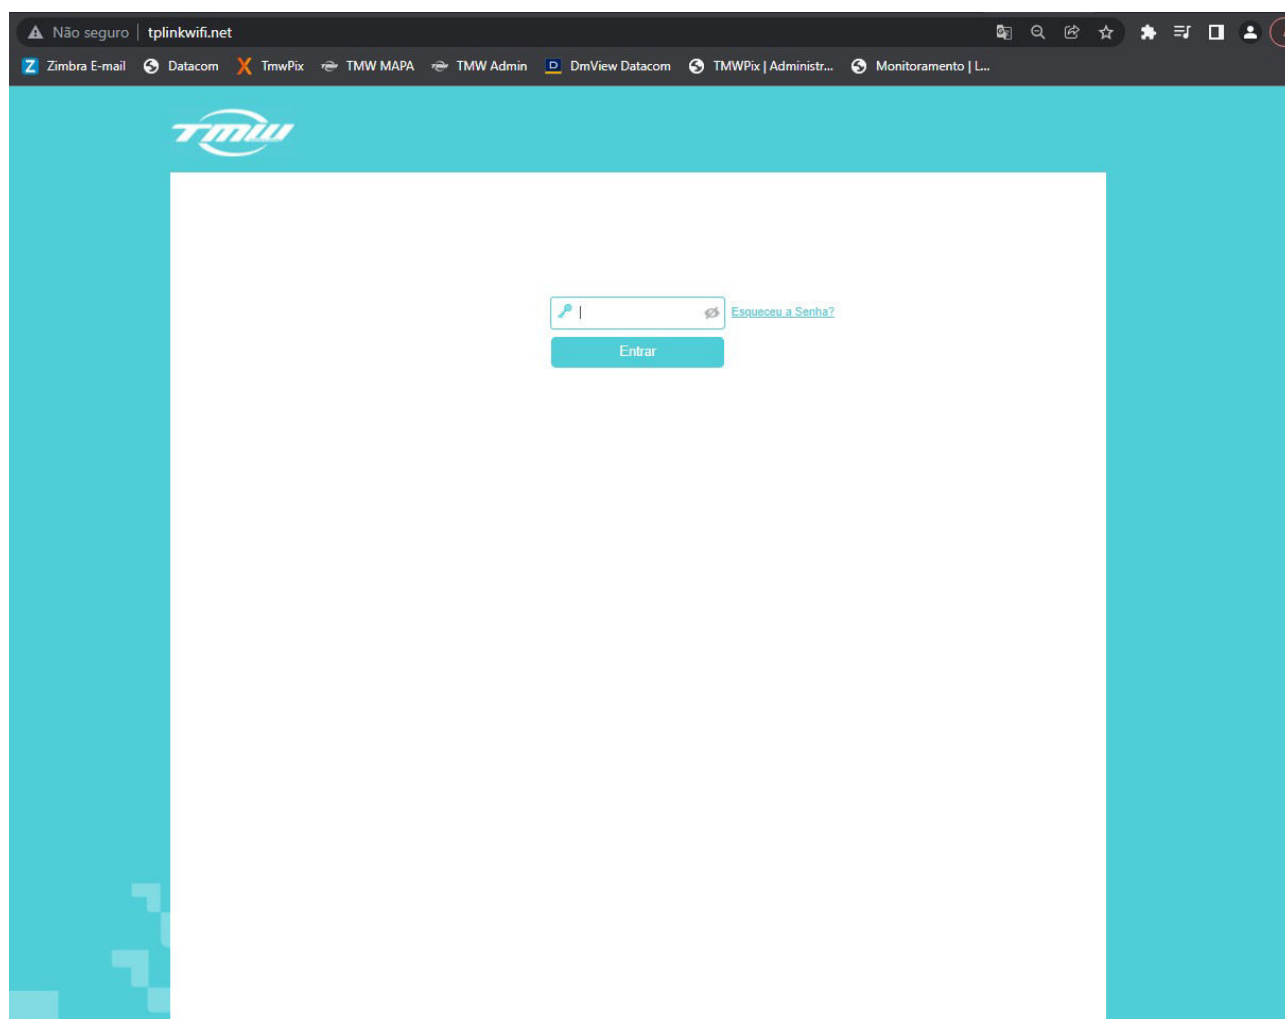 Não seguro | tplinkwifi.net
Zimbra E-mail Datacom TmwPix TMW MAPA TMW Admin DmView Datacom TMWPix | Administr... Monitoramento | L...
TMW
Esqueceu a Senha?
Entrar